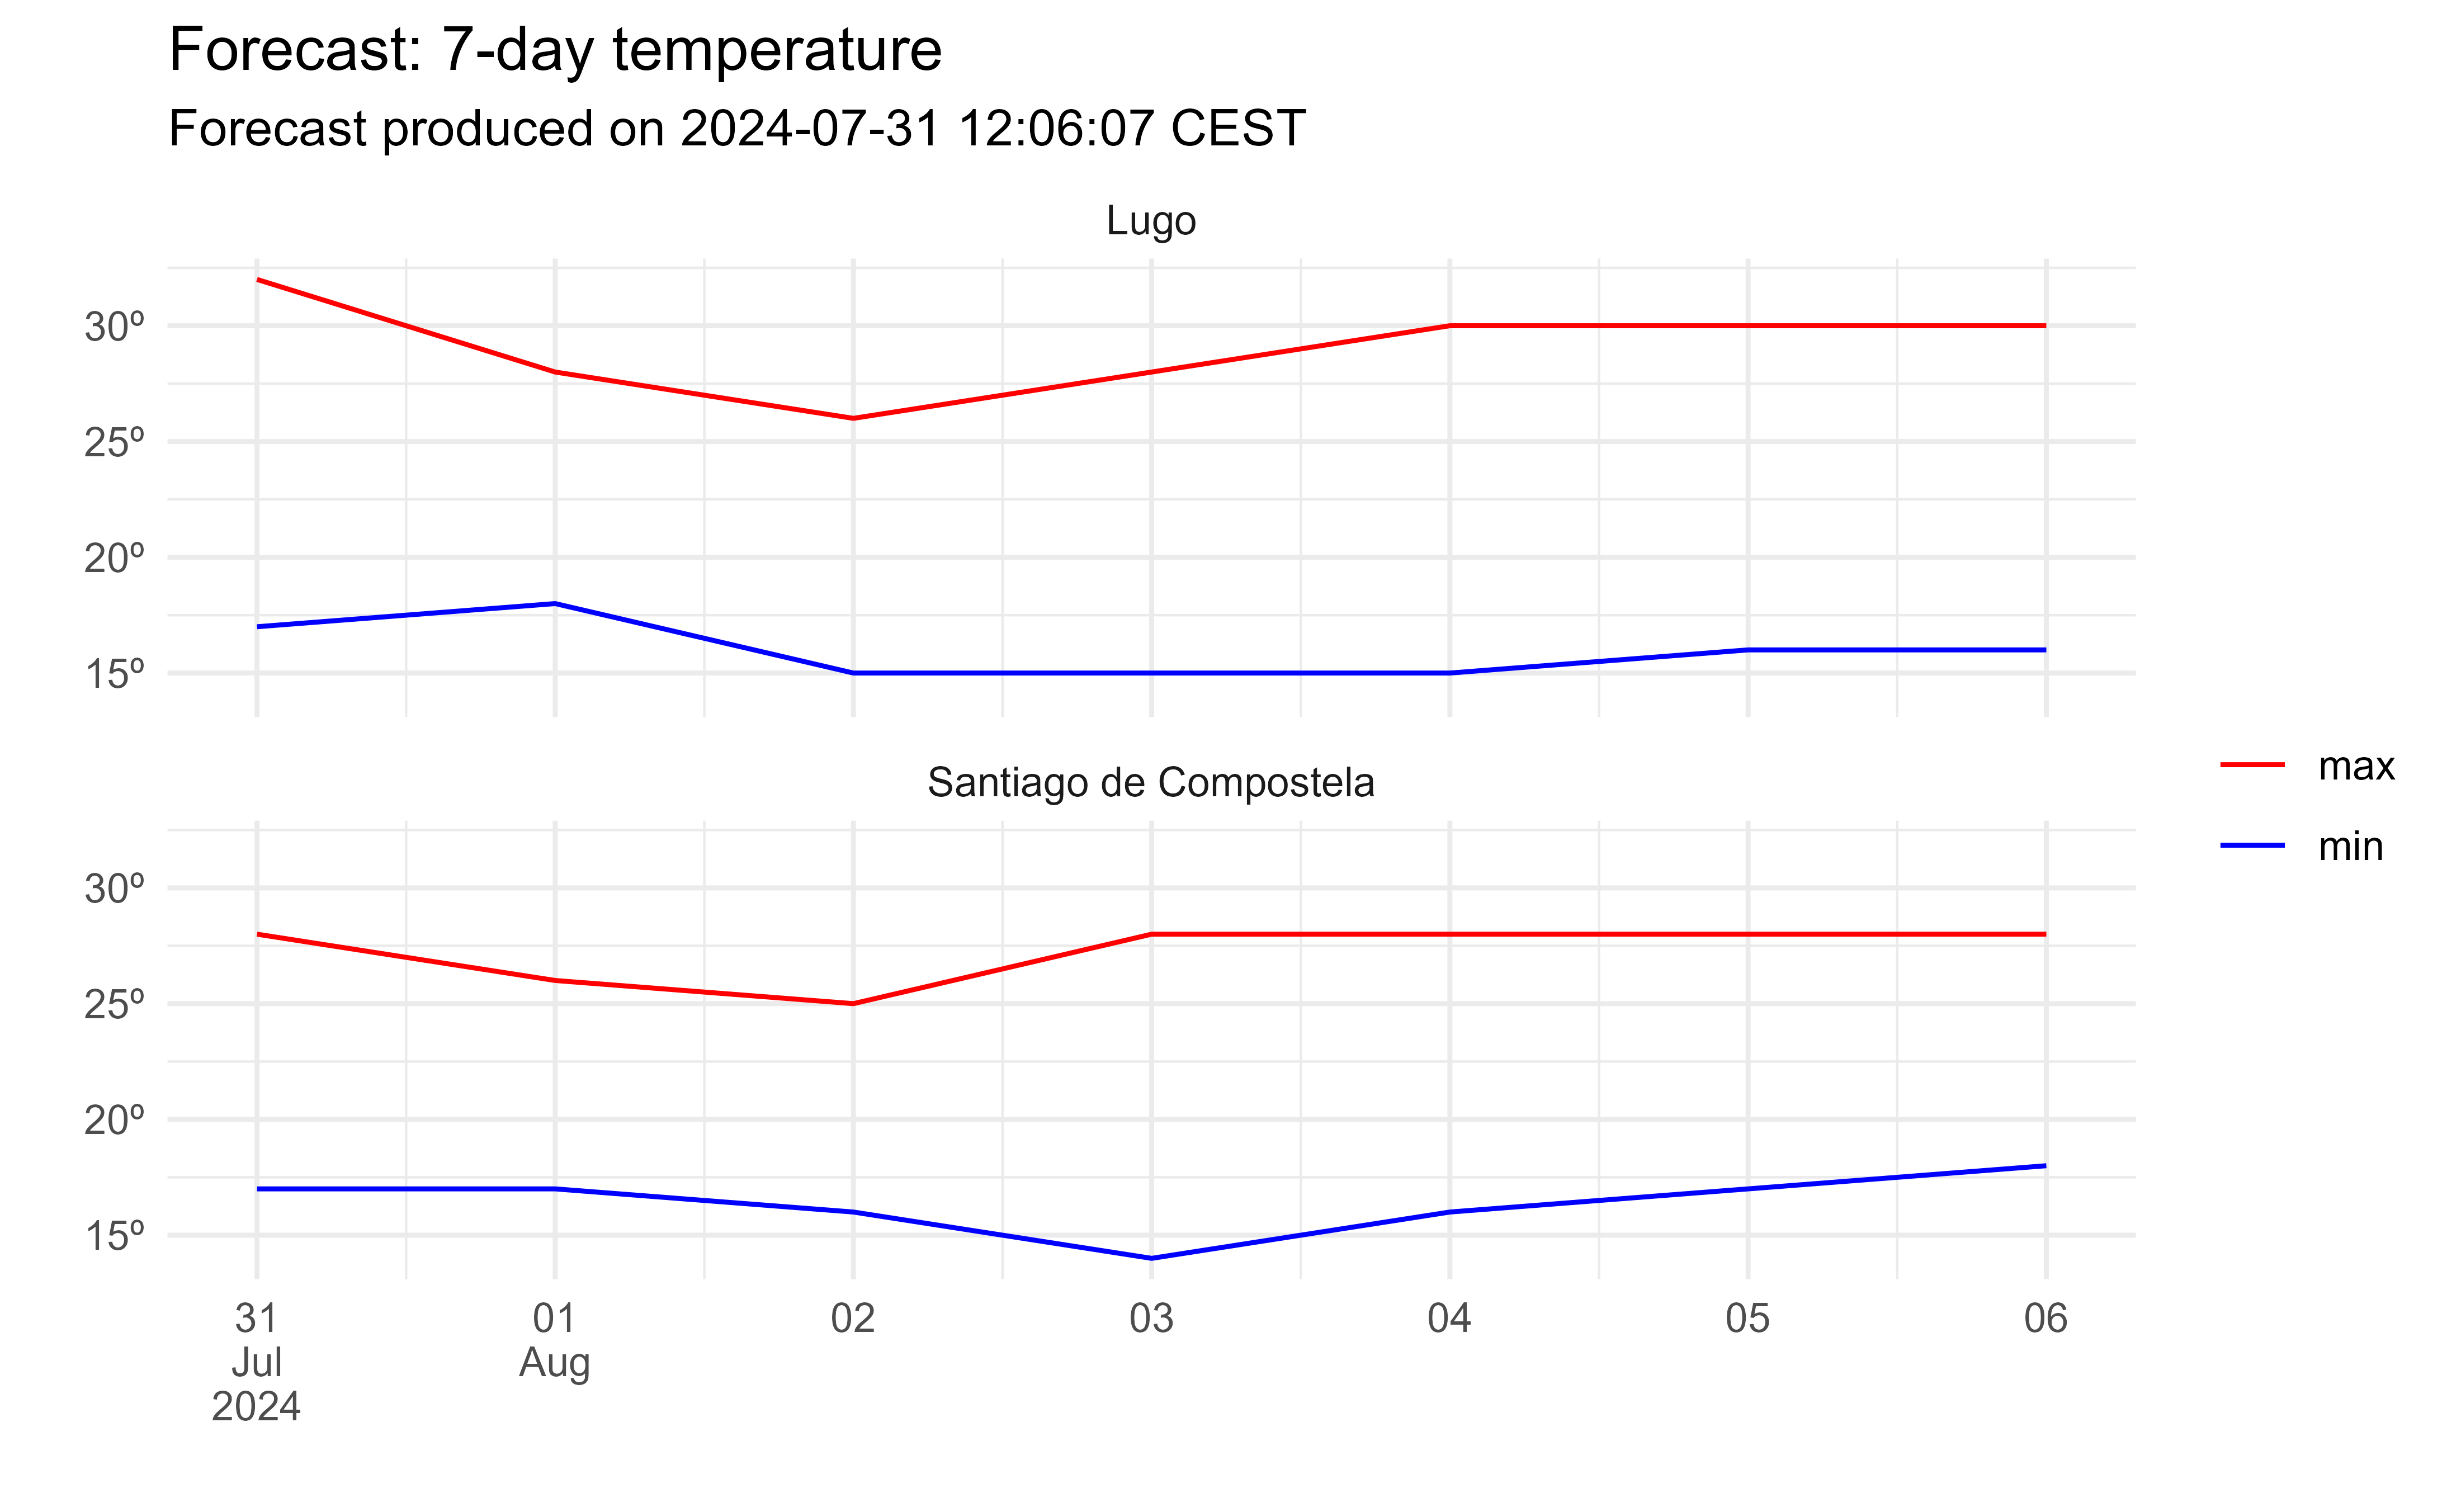 Forecast: 7-day temperature
Forecast produced on 2024-07-31 12:06:07 CEST
Lugo
30º
25º
20º
15º
Santiago de Compostela
30º
25º
20º
15º
31 01 02 03 04 05 06
Jul Aug
2024
max
min